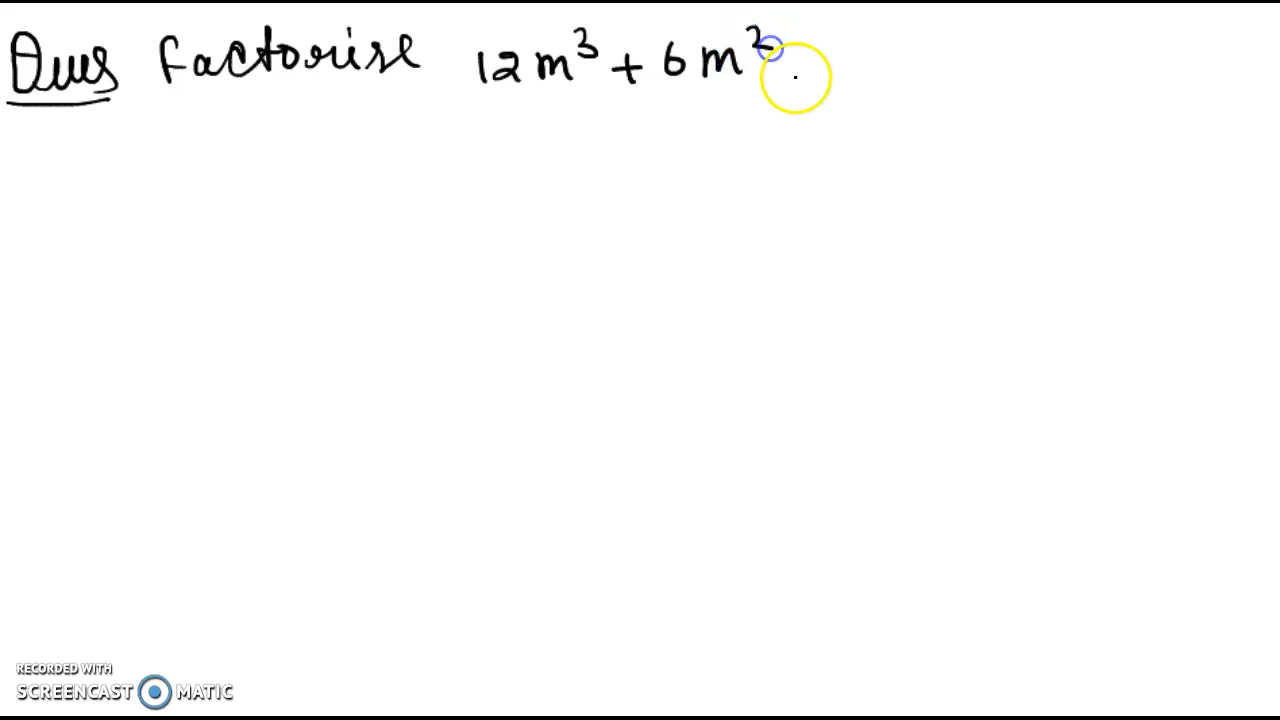 Ques Factorise 12m³ + 6m²
RECORDED WITH
SCREENCAST MATIC